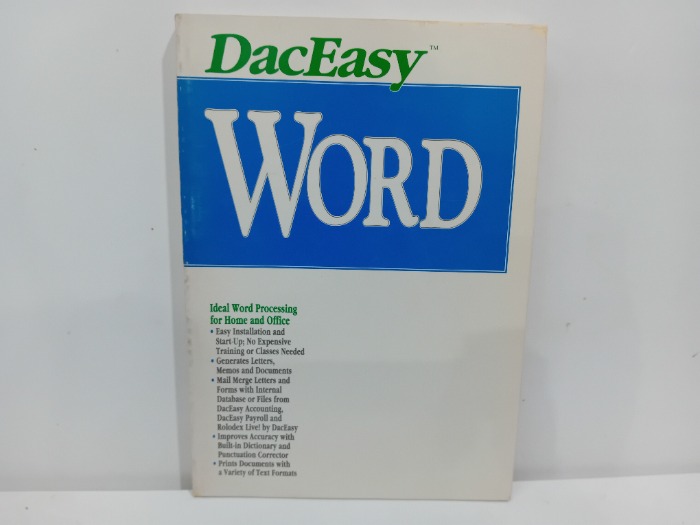 DacEasy™
WORD
Ideal Word Processing
for Home and Office
• Easy Installation and
Start-Up; No Expensive
Training or Classes Needed
• Generates Letters,
Memos and Documents
• Mail Merge Letters and
Forms with Internal
Database or Files from
DacEasy Accounting,
DacEasy Payroll and
Rolodex Live! by DacEasy
• Improves Accuracy with
Built-in Dictionary and
Punctuation Corrector
• Prints Documents with
a Variety of Text Formats